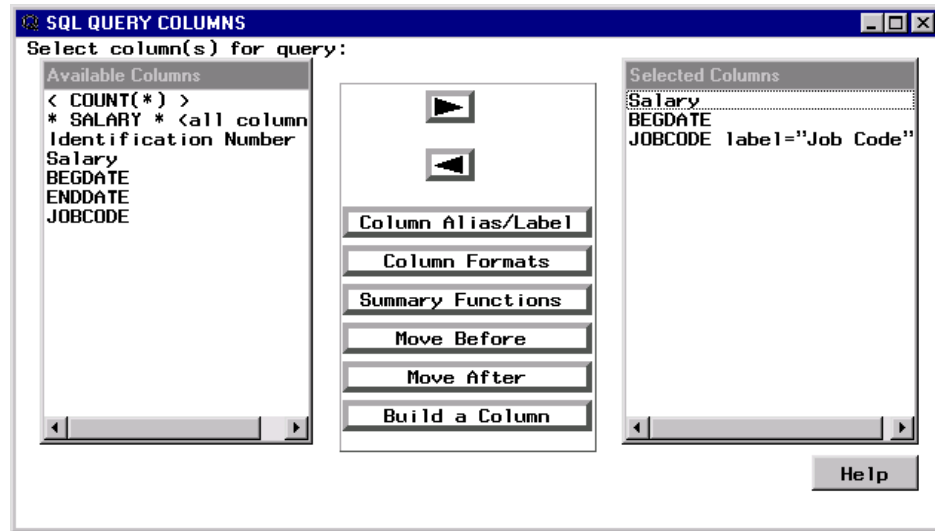 SQL QUERY COLUMNS
Select column(s) for query:
Available Columns
< COUNT(*) >
* SALARY * <all column
Identification Number
Salary
BEGDATE
ENDDATE
JOBCODE
Column Alias/Label
Column Formats
Summary Functions
Move Before
Move After
Build a Column
Selected Columns
Salary
BEGDATE
JOBCODE label="Job Code"
Help